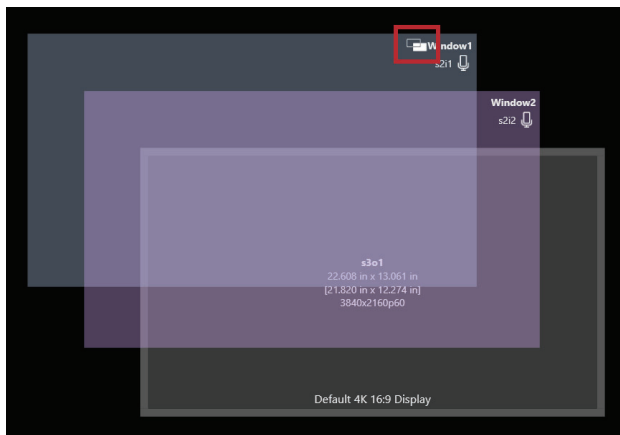 Window1
s2i1
Window2
s2i2
s3o1
22.608 in x 13.061 in
[21.820 in x 12.274 in]
3840x2160p60
Default 4K 16:9 Display